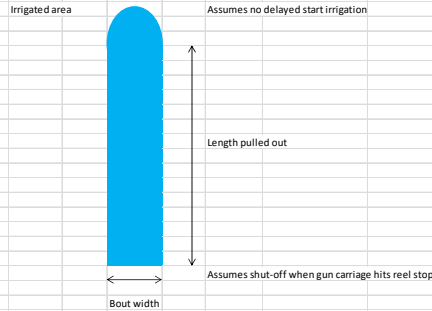 Irrigated area
Assumes no delayed start irrigation
Length pulled out
Assumes shut-off when gun carriage hits reel stop
Bout width